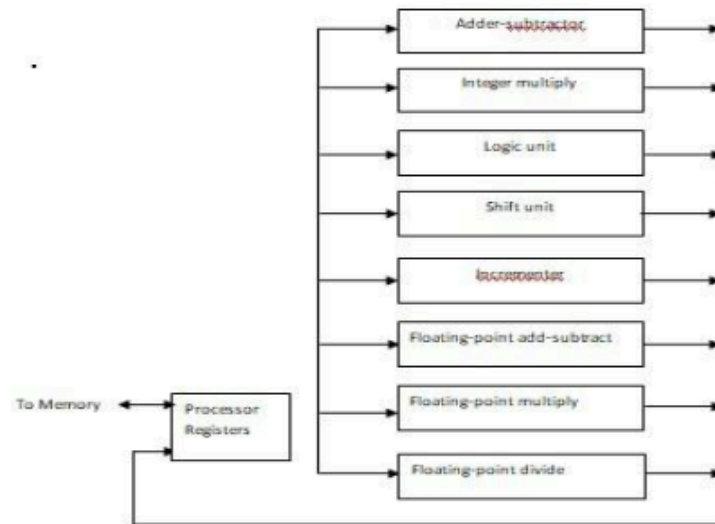 Adder-subtractor
Integer multiply
Logic unit
Shift unit
Incrementer
Floating-point add-subtract
To Memory
Processor
Registers
Floating-point multiply
Floating-point divide